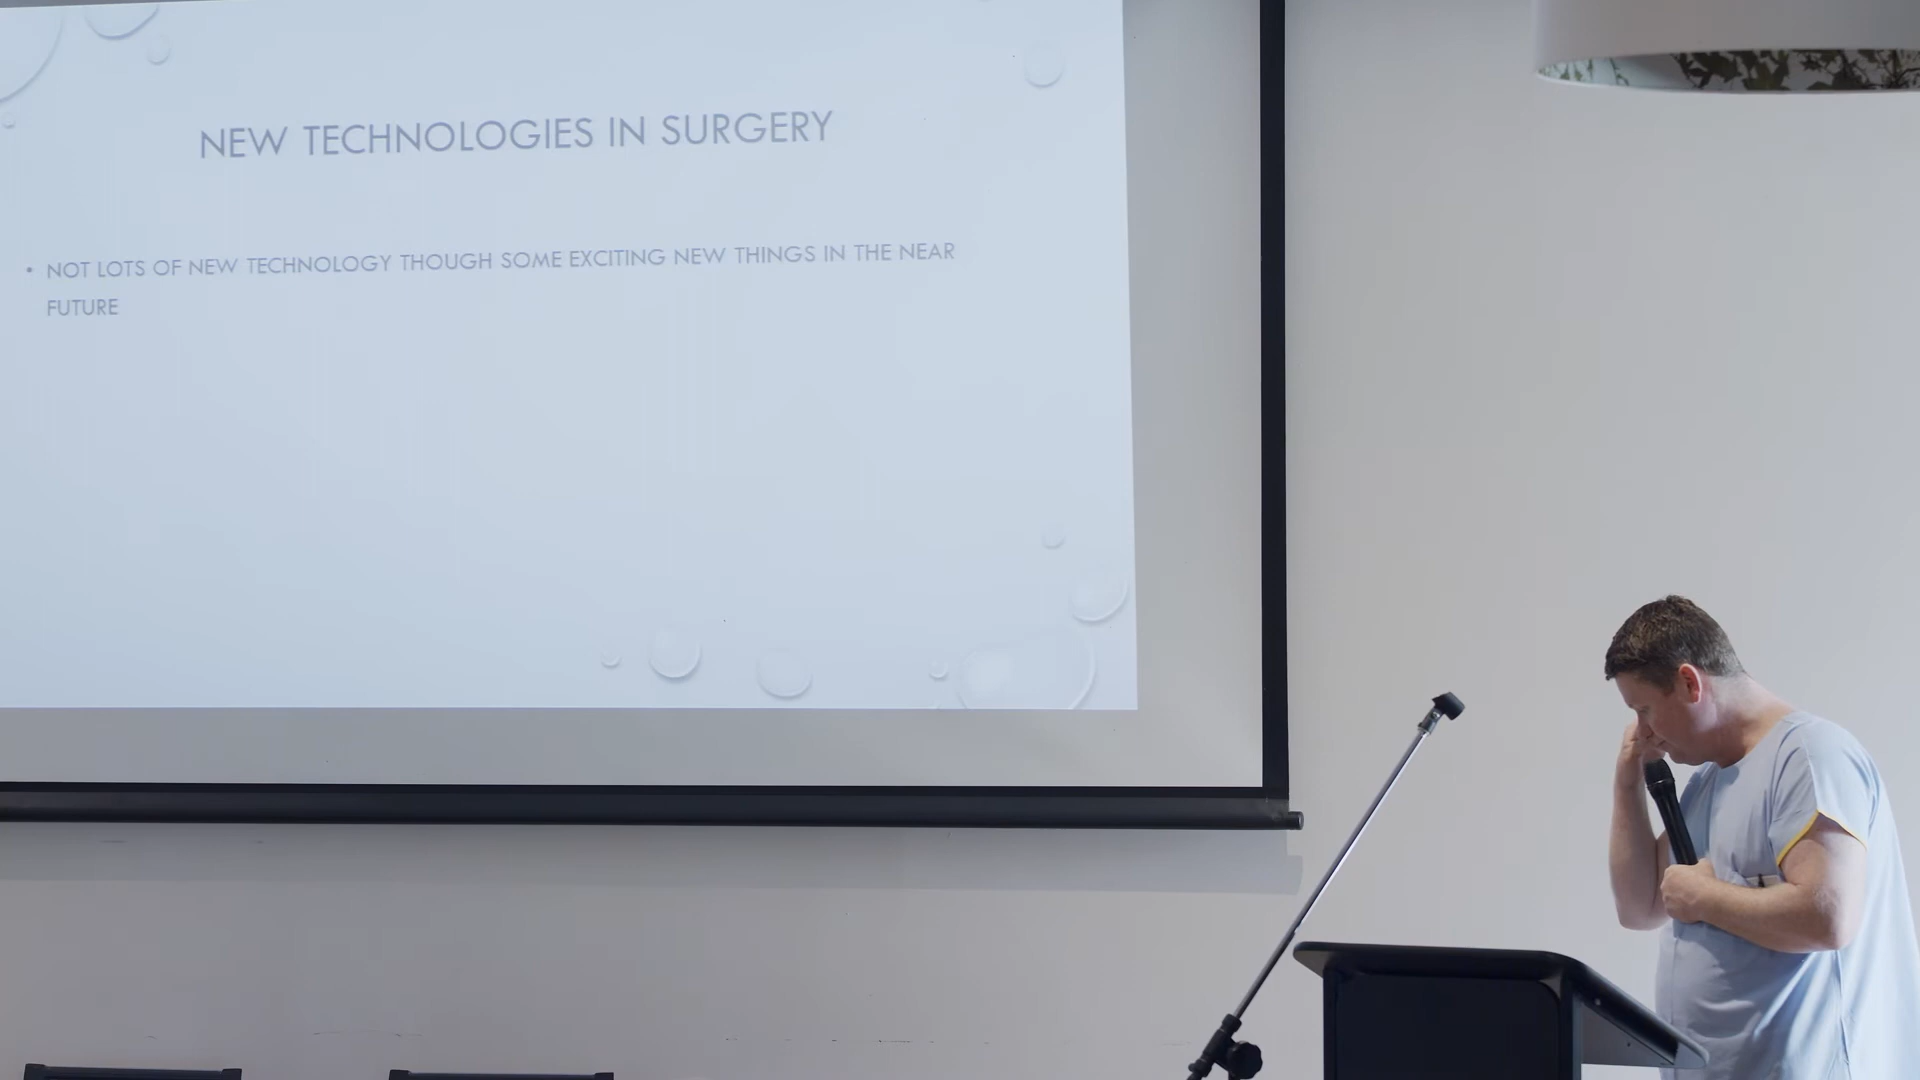 NEW TECHNOLOGIES IN SURGERY
• NOT LOTS OF NEW TECHNOLOGY THOUGH SOME EXCITING NEW THINGS IN THE NEAR
FUTURE